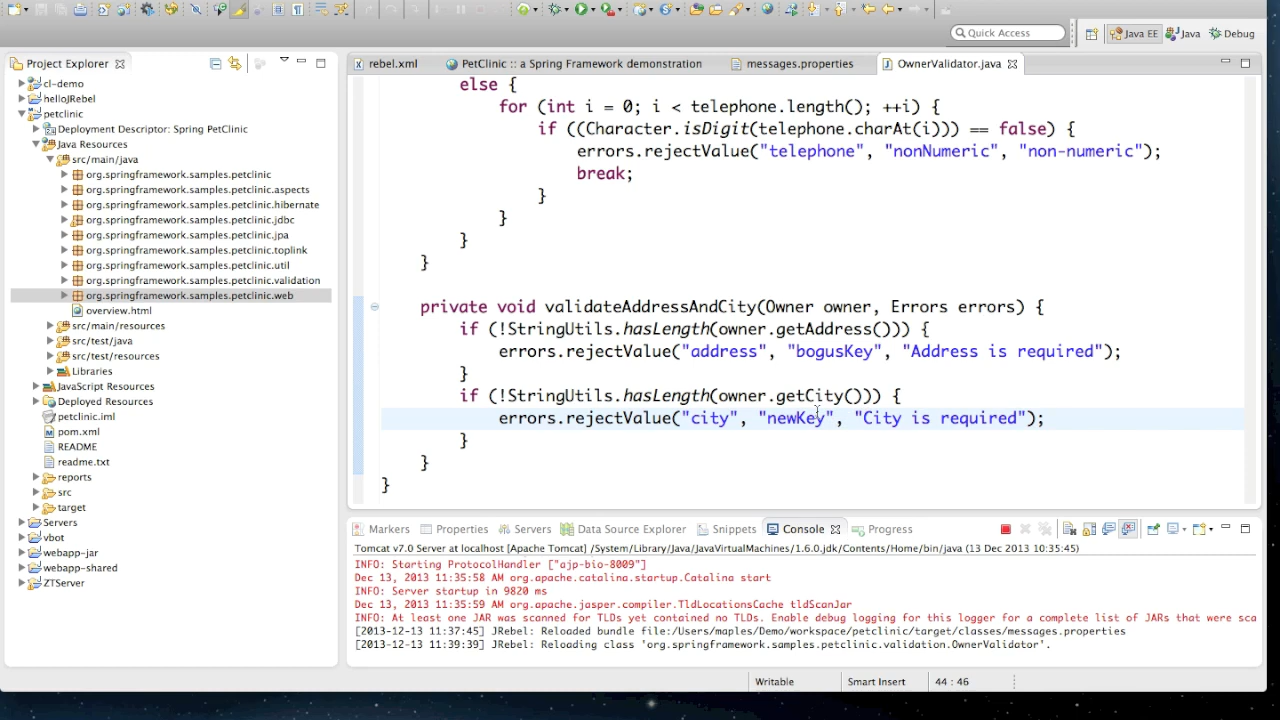 Quick Access
Java EE
Java
Debug
Project Explorer
cl-demo
helloJRebel
petclinic
Deployment Descriptor: Spring PetClinic
Java Resources
src/main/java
org.springframework.samples.petclinic
org.springframework.samples.petclinic.aspects
org.springframework.samples.petclinic.hibernate
org.springframework.samples.petclinic.jdbc
org.springframework.samples.petclinic.jpa
org.springframework.samples.petclinic.toplink
org.springframework.samples.petclinic.util
org.springframework.samples.petclinic.validation
org.springframework.samples.petclinic.web
overview.html
src/main/resources
src/test/java
src/test/resources
Libraries
JavaScript Resources
Deployed Resources
petclinic.iml
pom.xml
README
readme.txt
reports
src
target
Servers
vbot
webapp-jar
webapp-shared
ZTServer
rebel.xml
PetClinic :: a Spring Framework demonstration
messages.properties
OwnerValidator.java
else {
for (int i = 0; i < telephone.length(); ++i) {
if ((Character.isDigit(telephone.charAt(i))) == false) {
errors.rejectValue("telephone", "nonNumeric", "non-numeric");
break;
}
}
}
}
private void validateAddressAndCity(Owner owner, Errors errors) {
if (!StringUtils.hasLength(owner.getAddress())) {
errors.rejectValue("address", "bogusKey", "Address is required");
}
if (!StringUtils.hasLength(owner.getCity())) {
errors.rejectValue("city", "newKey", "City is required");
}
}
}
Markers
Properties
Servers
Data Source Explorer
Snippets
Console
Progress
Tomcat v7.0 Server at localhost [Apache Tomcat] /System/Library/Java/JavaVirtualMachines/1.6.0.jdk/Contents/Home/bin/java (13 Dec 2013 10:35:45)
INFO: Starting ProtocolHandler ["ajp-bio-8009"]
Dec 13, 2013 11:35:58 AM org.apache.catalina.startup.Catalina start
INFO: Server startup in 9820 ms
Dec 13, 2013 11:35:59 AM org.apache.jasper.compiler.TldLocationsCache tldScanJar
INFO: At least one JAR was scanned for TLDs yet contained no TLDs. Enable debug logging for this logger for a complete list of JARs that were sca
[2013-12-13 11:37:45] JRebel: Reloaded bundle file:/Users/maples/Demo/workspace/petclinic/target/classes/messages.properties
[2013-12-13 11:39:39] JRebel: Reloading class 'org.springframework.samples.petclinic.validation.OwnerValidator'.
Writable
Smart Insert
44 : 46